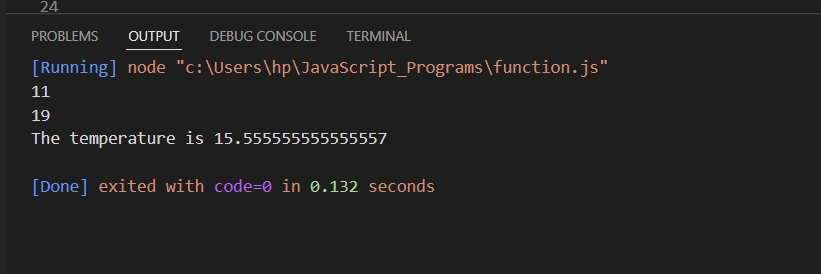 24
PROBLEMS OUTPUT DEBUG CONSOLE TERMINAL
[Running] node "c:\Users\hp\JavaScript_Programs\function.js"
11
19
The temperature is 15.555555555555557
[Done] exited with code=0 in 0.132 seconds